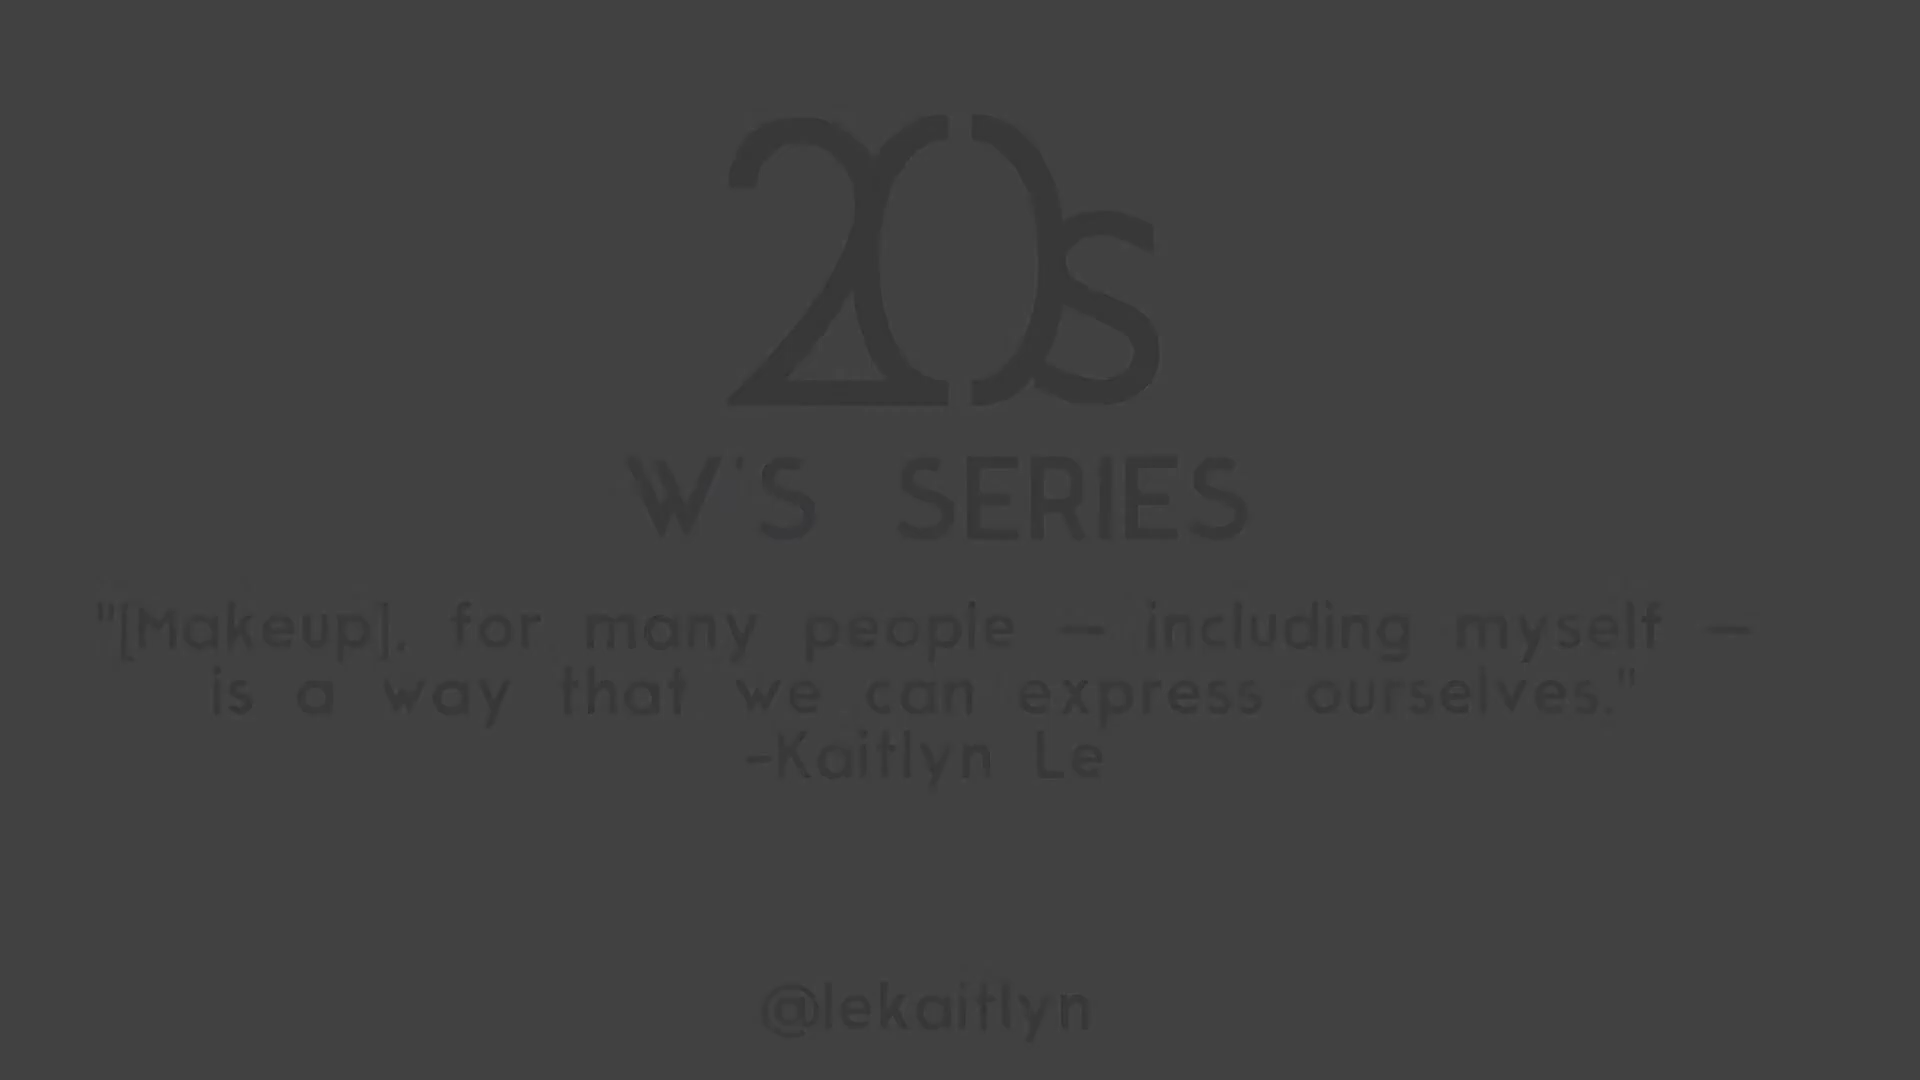 20s
W'S SERIES
"[Makeup], for many people — including myself —
is a way that we can express ourselves."
-Kaitlyn Le
@lekaitlyn